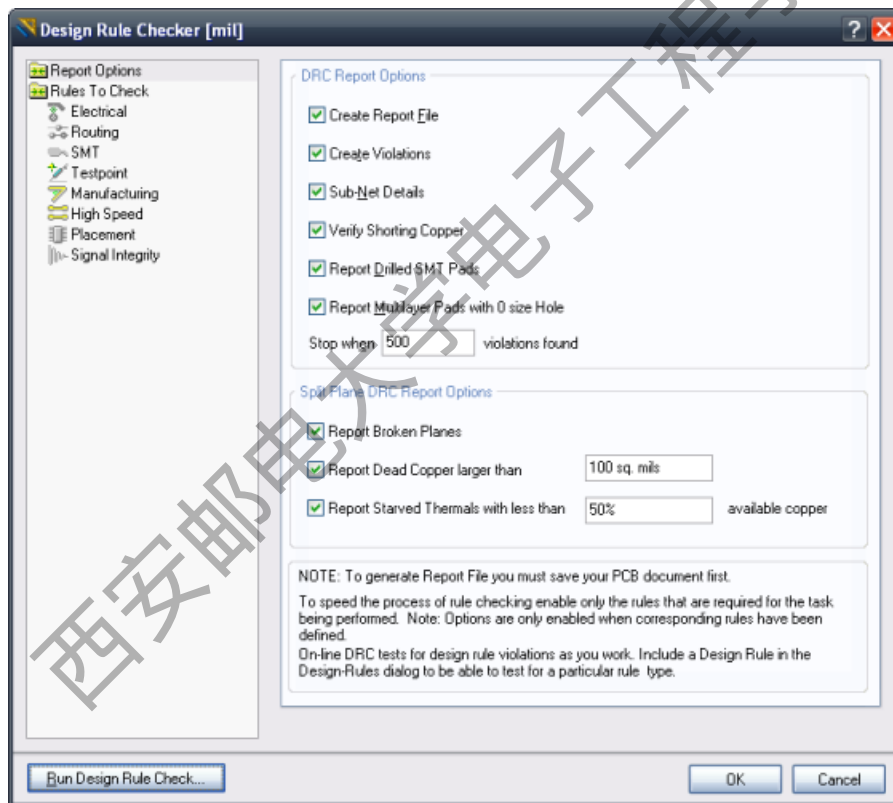 Design Rule Checker [mil]
Report Options
Rules To Check
Electrical
Routing
SMT
Testpoint
Manufacturing
High Speed
Placement
Signal Integrity
DRC Report Options
Create Report File
Create Violations
Sub-Net Details
Verify Shorting Copper
Report Drilled SMT Pads
Report Multilayer Pads with 0 size Hole
Stop when 500 violations found
Split Plane DRC Report Options
Report Broken Planes
Report Dead Copper larger than 100 sq. mils
Report Starved Thermals with less than 50% available copper
NOTE: To generate Report File you must save your PCB document first.
To speed the process of rule checking enable only the rules that are required for the task
being performed. Note: Options are only enabled when corresponding rules have been
defined.
On-line DRC tests for design rule violations as you work. Include a Design Rule in the
Design-Rules dialog to be able to test for a particular rule type.
Run Design Rule Check...
OK
Cancel
西安邮电大学电子工程学